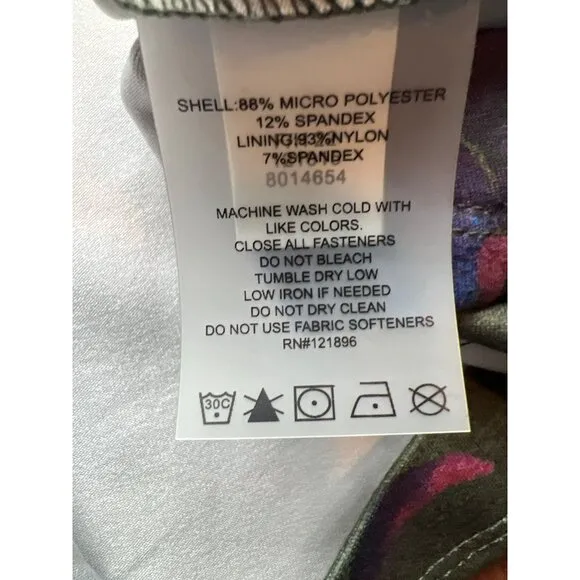 SHELL:88% MICRO POLYESTER
12% SPANDEX
LINING:93%NYLON
7%SPANDEX
8014654
MACHINE WASH COLD WITH
LIKE COLORS.
CLOSE ALL FASTENERS
DO NOT BLEACH
TUMBLE DRY LOW
LOW IRON IF NEEDED
DO NOT DRY CLEAN
DO NOT USE FABRIC SOFTENERS
RN#121896
30C